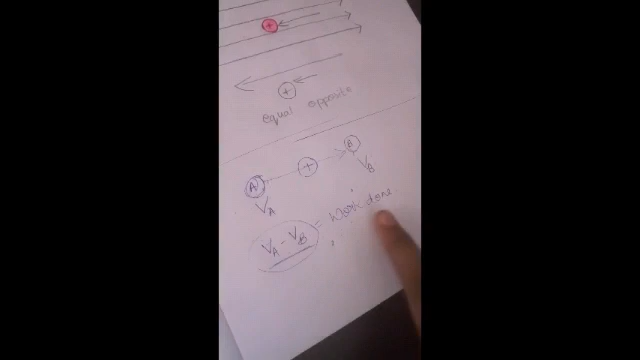 +
+
equal opposite
A + B
V_A V_B
V_A - V_B = Work done